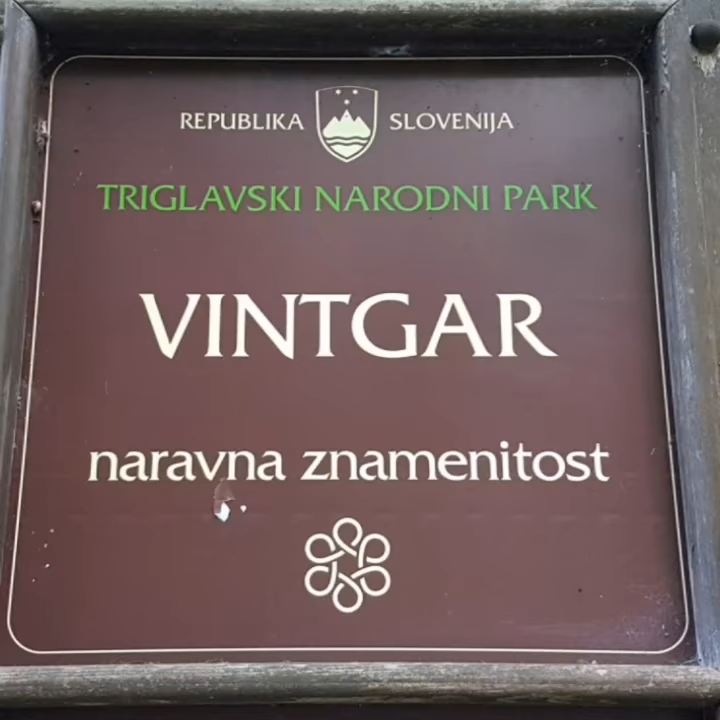 REPUBLIKA SLOVENIJA
TRIGLAVSKI NARODNI PARK
VINTGAR
naravna znamenitost